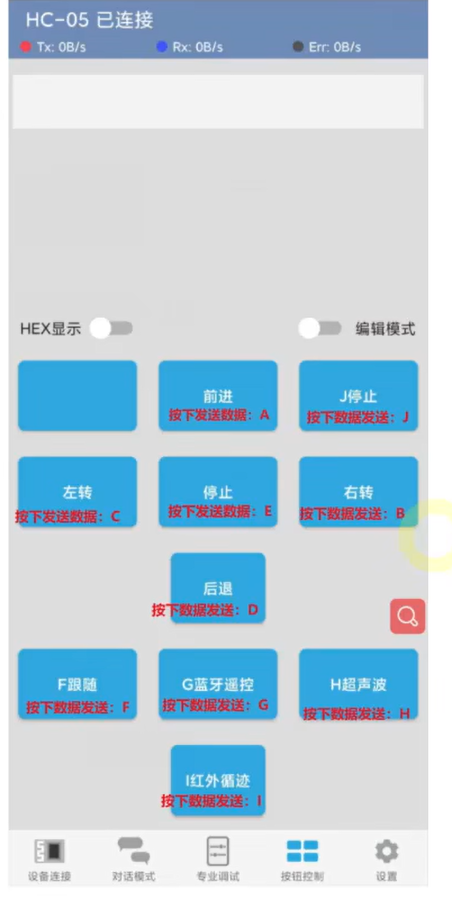 HC-05 已连接
Tx: 0B/s Rx: 0B/s Err: 0B/s
HEX显示 编辑模式
前进 J停止
按下发送数据：A 按下数据发送：J
左转 停止 右转
按下发送数据：C 按下发送数据：E 按下数据发送：B
后退
按下数据发送：D
F跟随 G蓝牙遥控 H超声波
按下数据发送：F 按下数据发送：G 按下数据发送：H
I红外循迹
按下数据发送：I
设备连接 对话模式 专业调试 按钮控制 设置